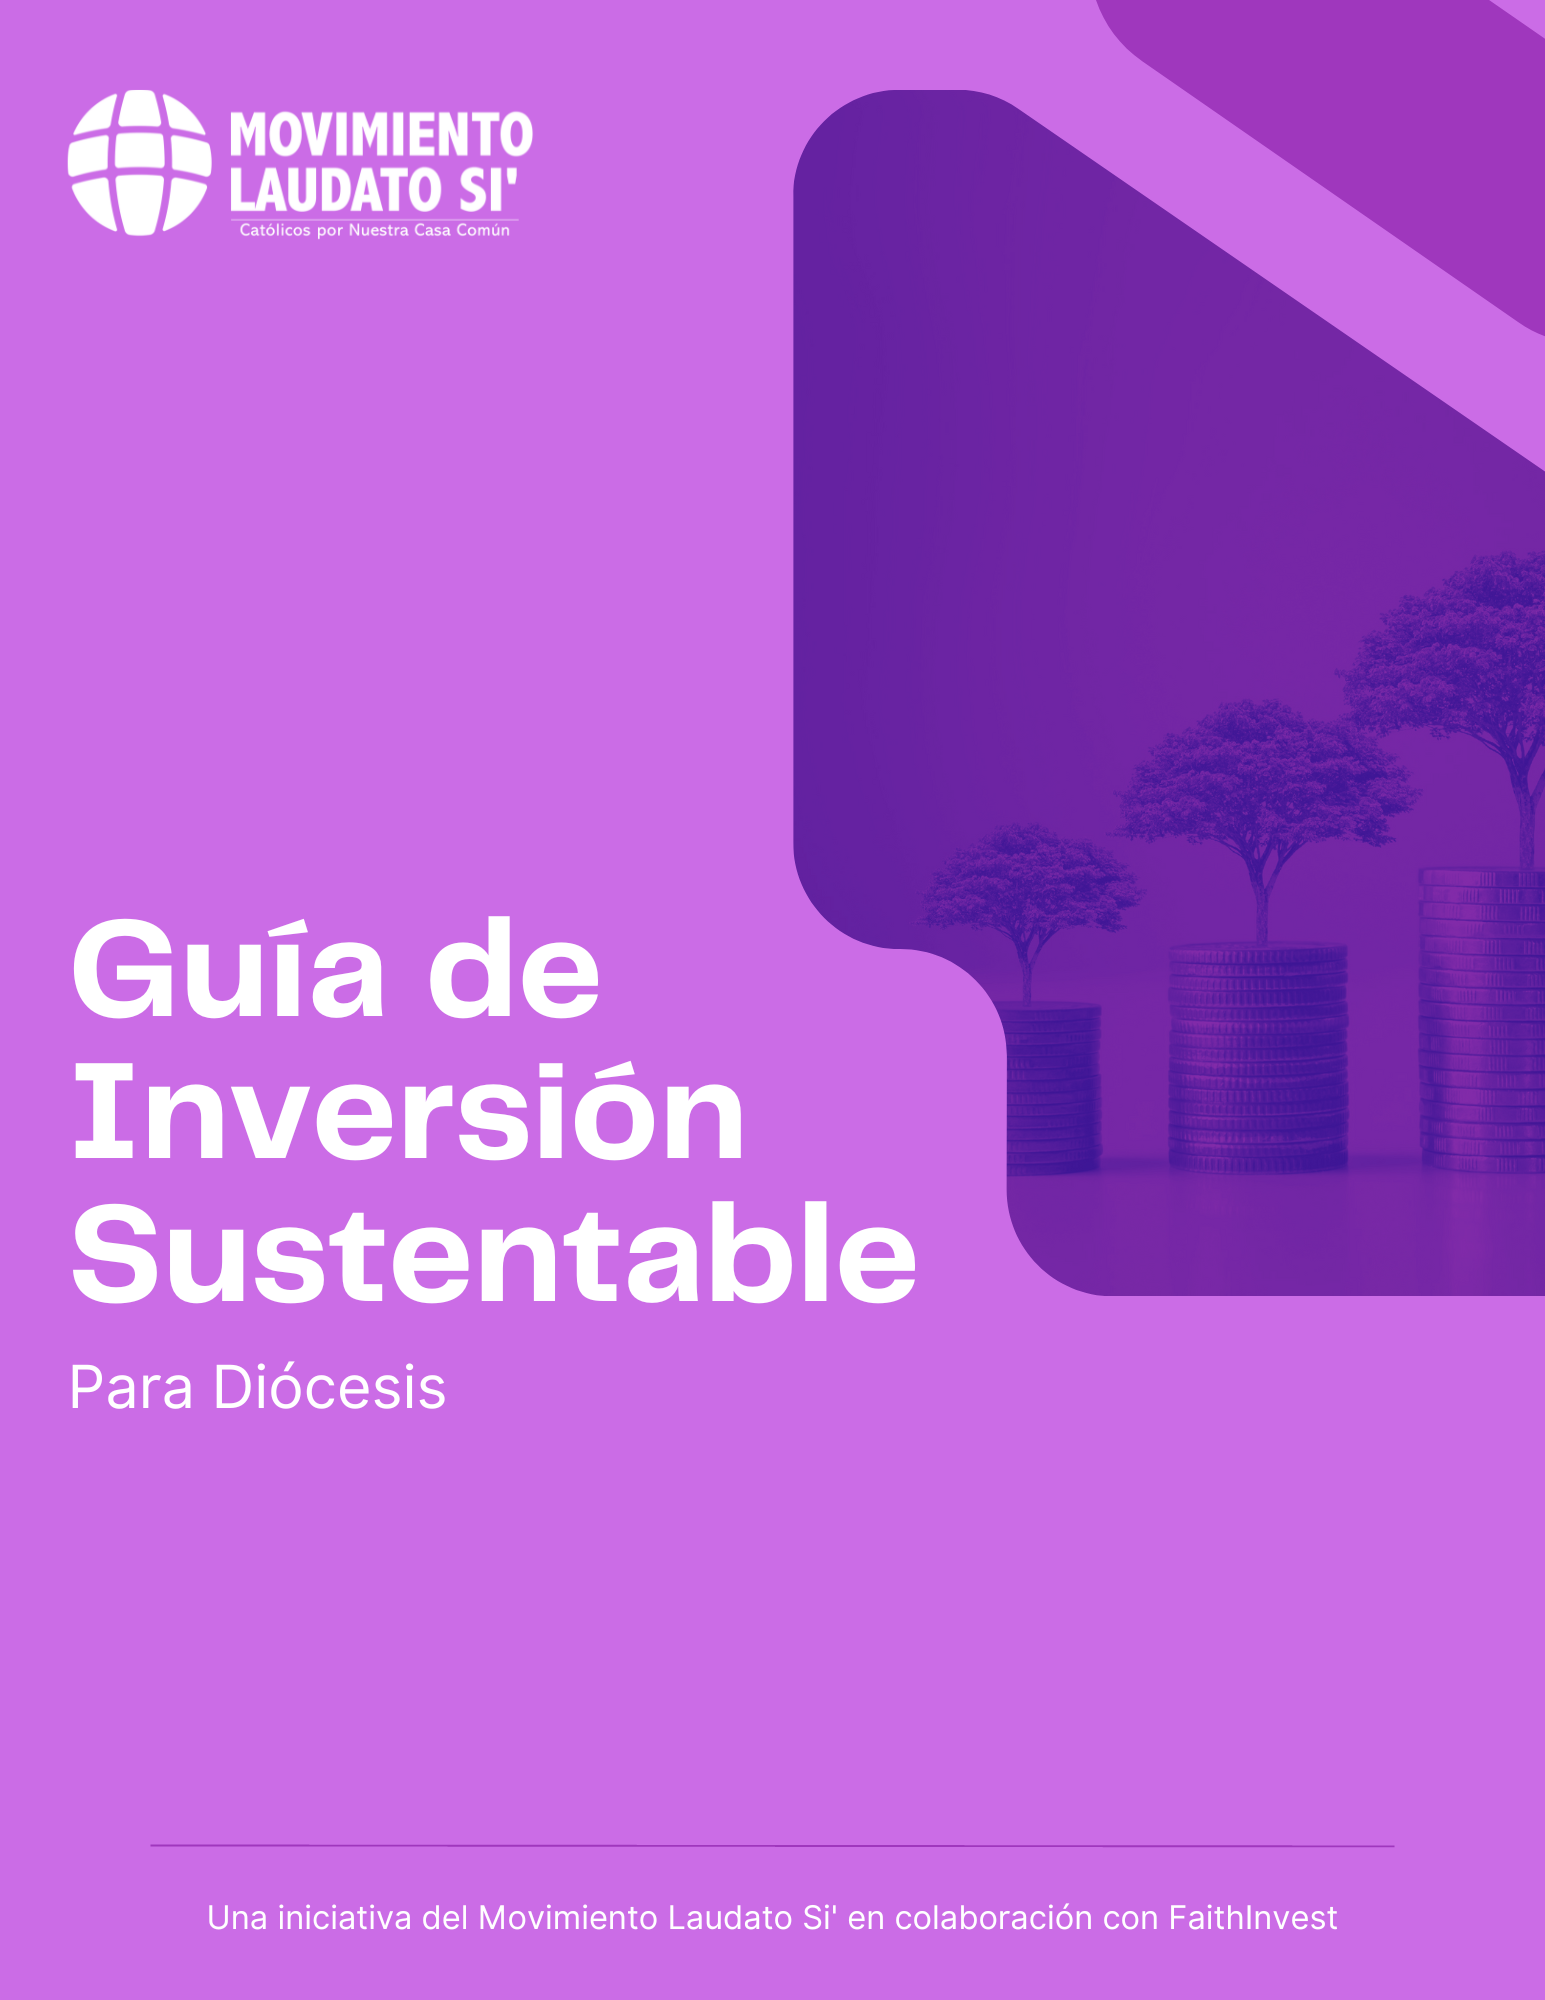 MOVIMIENTO
LAUDATO SI'
Católicos por Nuestra Casa Común
Guía de
Inversión
Sustentable
Para Diócesis
Una iniciativa del Movimiento Laudato Si' en colaboración con FaithInvest